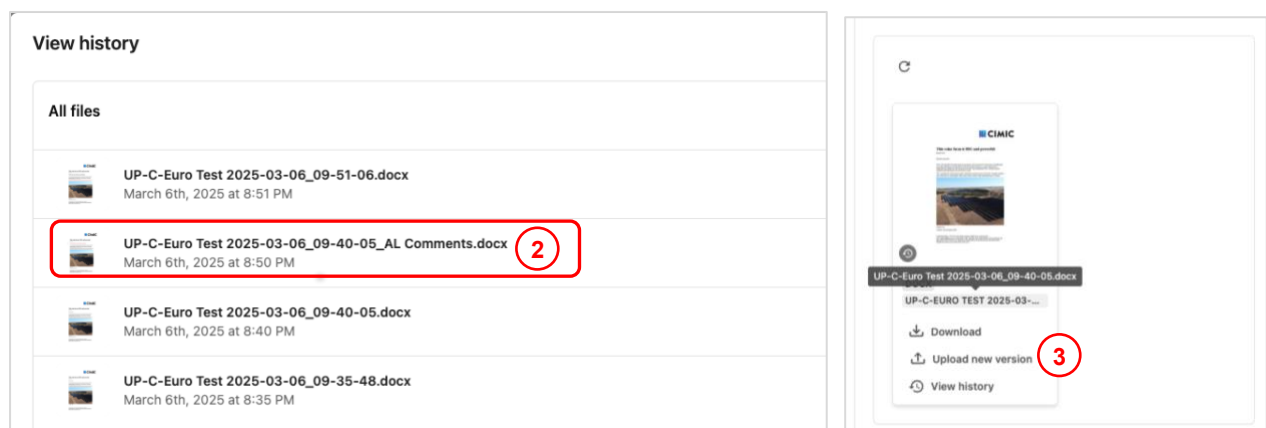 View history
All files
UP-C-Euro Test 2025-03-06_09-51-06.docx
March 6th, 2025 at 8:51 PM
UP-C-Euro Test 2025-03-06_09-40-05_AL Comments.docx
March 6th, 2025 at 8:50 PM
2
UP-C-Euro Test 2025-03-06_09-40-05.docx
March 6th, 2025 at 8:40 PM
UP-C-Euro Test 2025-03-06_09-35-48.docx
March 6th, 2025 at 8:35 PM
CIMIC
UP-C-Euro Test 2025-03-06_09-40-05.docx
UP-C-EURO TEST 2025-03-...
Download
Upload new version
3
View history